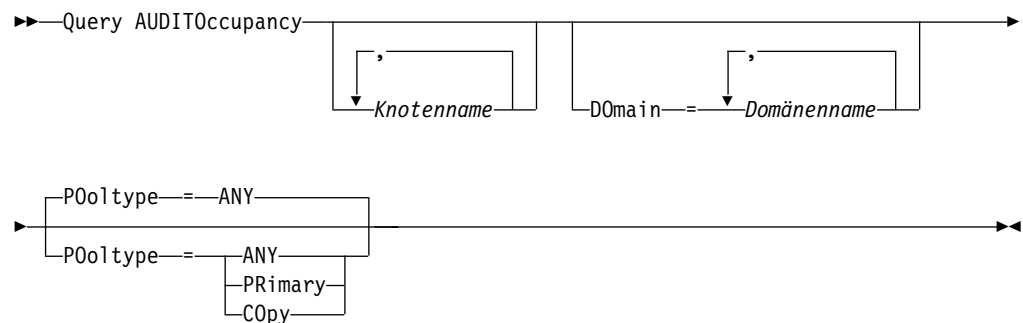 Query AUDITOccupancy
,
Knotenname
,
DOmain = Domänenname
POoltype = ANY
POoltype = ANY
PRimary
COpy